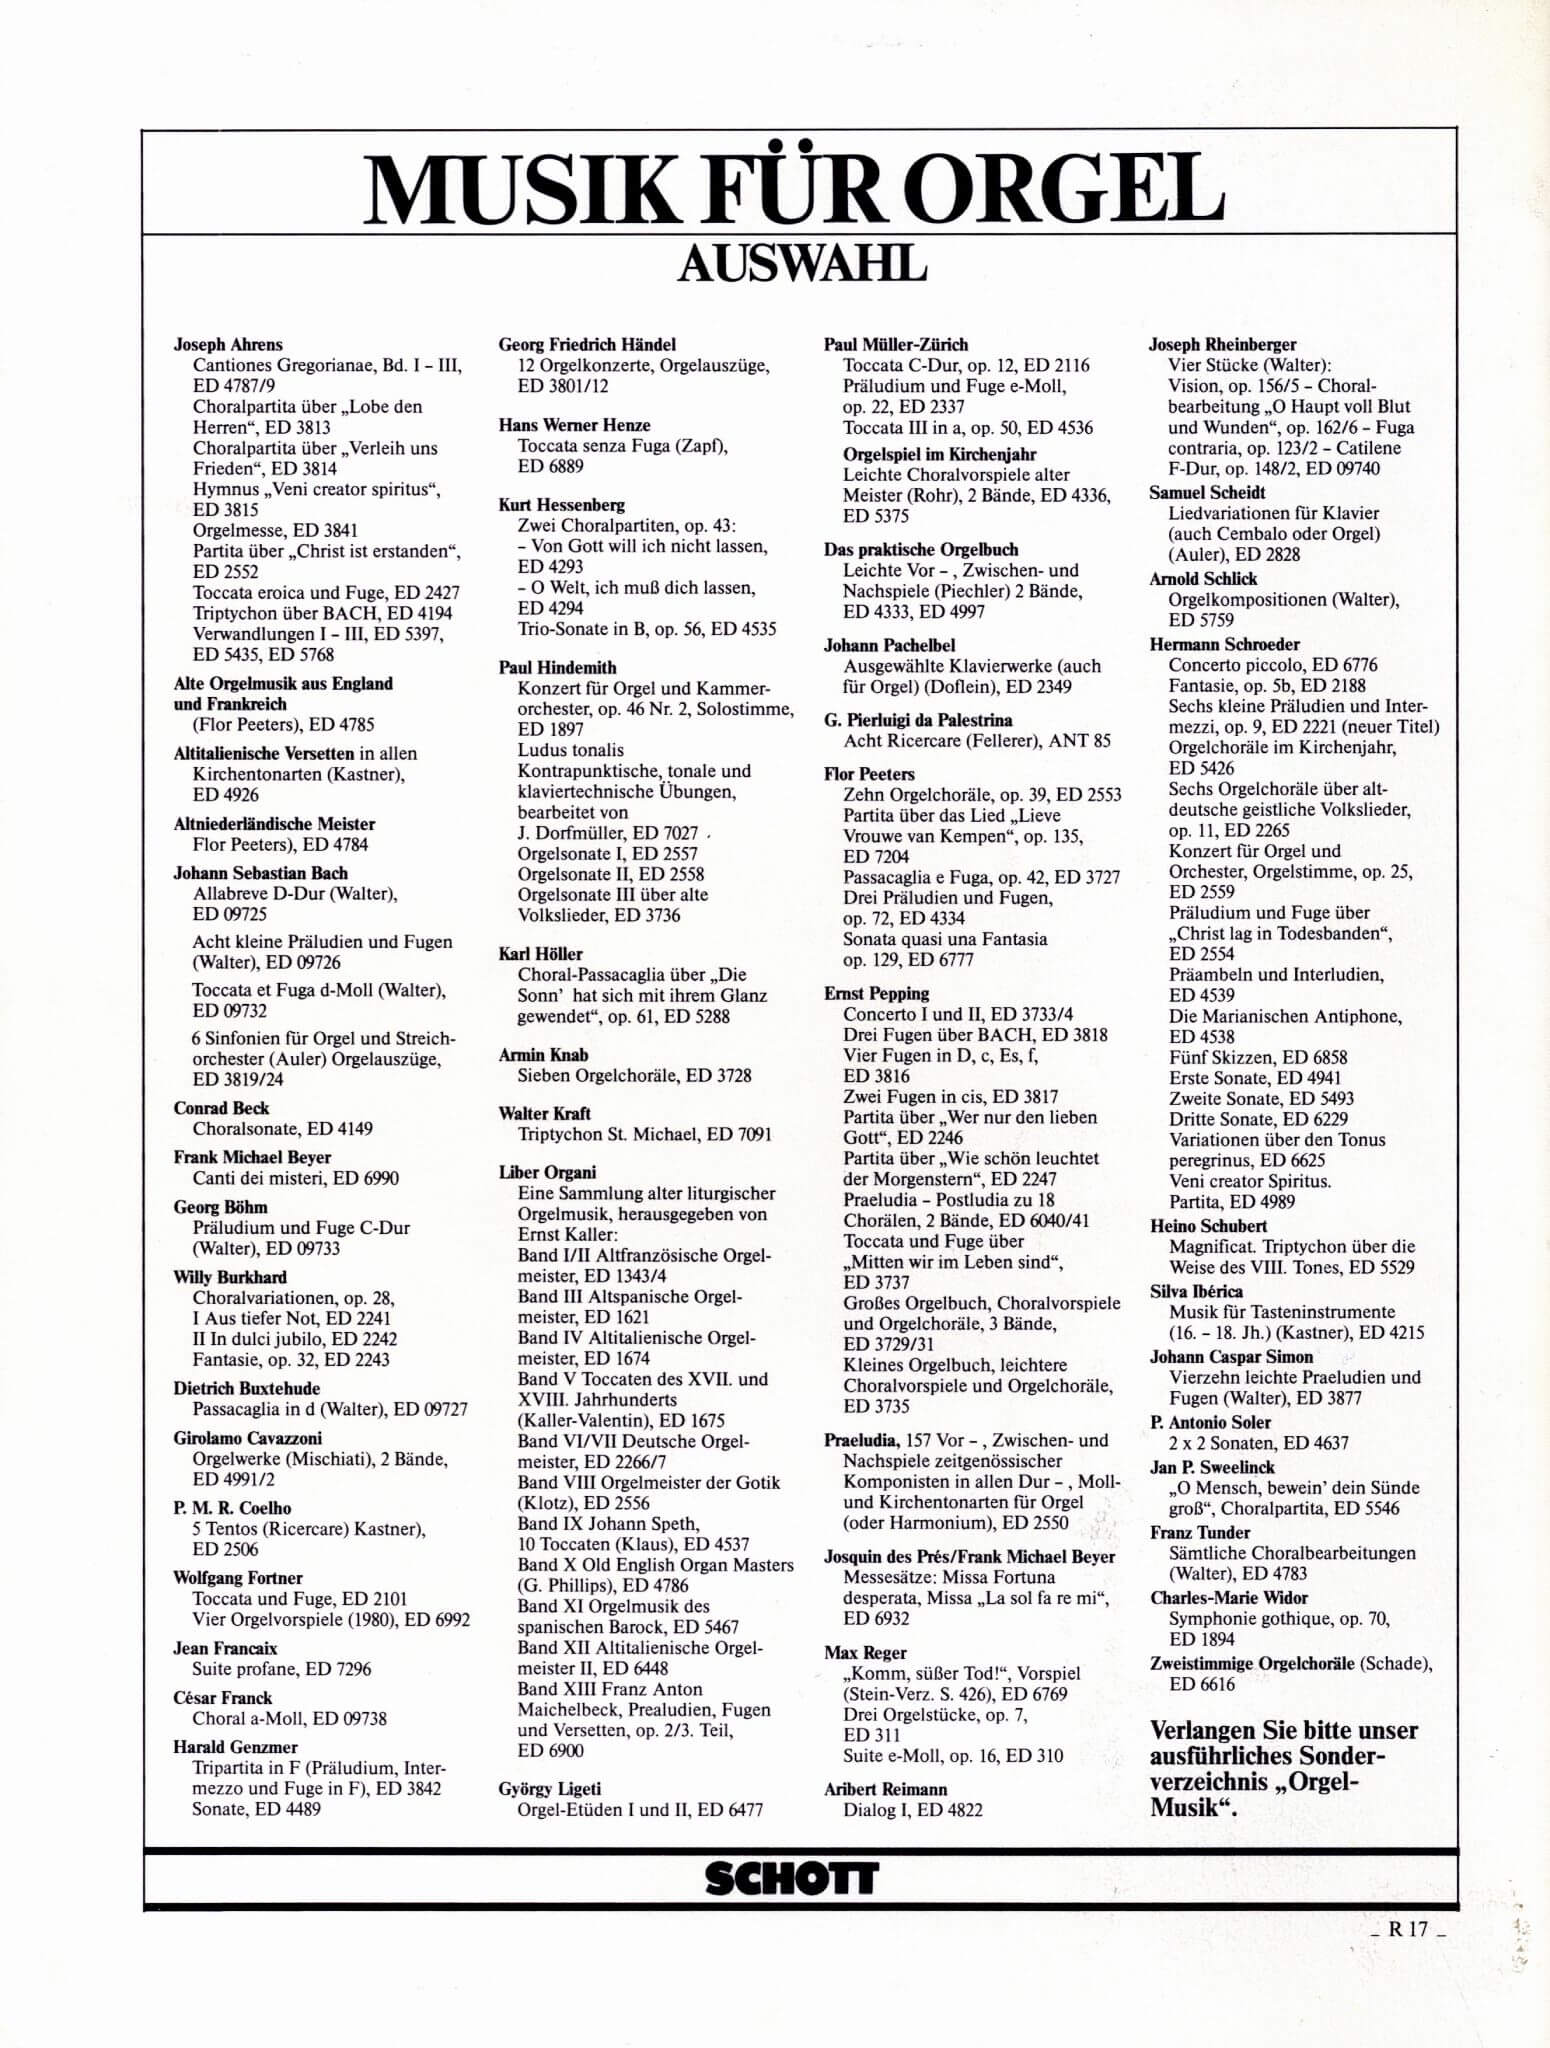 MUSIK FÜR ORGEL
AUSWAHL
Joseph Ahrens
Cantiones Gregorianae, Bd. I – III,
ED 4787/9
Choralpartita über „Lobe den
Herren“, ED 3813
Choralpartita über „Verleih uns
Frieden“, ED 3814
Hymnus „Veni creator spiritus“,
ED 3815
Orgelmesse, ED 3841
Partita über „Christ ist erstanden“,
ED 2552
Toccata eroica und Fuge, ED 2427
Triptychon über BACH, ED 4194
Verwandlungen I – III, ED 5397,
ED 5435, ED 5768
Alte Orgelmusik aus England
und Frankreich
(Flor Peeters), ED 4785
Altitalienische Versetten in allen
Kirchentonarten (Kastner),
ED 4926
Altniederländische Meister
Flor Peeters), ED 4784
Johann Sebastian Bach
Allabreve D-Dur (Walter),
ED 09725
Acht kleine Präludien und Fugen
(Walter), ED 09726
Toccata et Fuga d-Moll (Walter),
ED 09732
6 Sinfonien für Orgel und Streich-
orchester (Auler) Orgelauszüge,
ED 3819/24
Conrad Beck
Choralsonate, ED 4149
Frank Michael Beyer
Canti dei misteri, ED 6990
Georg Böhm
Präludium und Fuge C-Dur
(Walter), ED 09733
Willy Burkhard
Choralvariationen, op. 28,
I Aus tiefer Not, ED 2241
II In dulci jubilo, ED 2242
Fantasie, op. 32, ED 2243
Dietrich Buxtehude
Passacaglia in d (Walter), ED 09727
Girolamo Cavazzoni
Orgelwerke (Mischiati), 2 Bände,
ED 4991/2
P. M. R. Coelho
5 Tentos (Ricercare) Kastner),
ED 2506
Wolfgang Fortner
Toccata und Fuge, ED 2101
Vier Orgelvorspiele (1980), ED 6992
Jean Francaix
Suite profane, ED 7296
César Franck
Choral a-Moll, ED 09738
Harald Genzmer
Tripartita in F (Präludium, Inter-
mezzo und Fuge in F), ED 3842
Sonate, ED 4489
Georg Friedrich Händel
12 Orgelkonzerte, Orgelauszüge,
ED 3801/12
Hans Werner Henze
Toccata senza Fuga (Zapf),
ED 6889
Kurt Hessenberg
Zwei Choralpartiten, op. 43:
– Von Gott will ich nicht lassen,
ED 4293
– O Welt, ich muß dich lassen,
ED 4294
Trio-Sonate in B, op. 56, ED 4535
Paul Hindemith
Konzert für Orgel und Kammer-
orchester, op. 46 Nr. 2, Solostimme,
ED 1897
Ludus tonalis
Kontrapunktische, tonale und
klaviertechnische Übungen,
bearbeitet von
J. Dorfmüller, ED 7027
Orgelsonate I, ED 2557
Orgelsonate II, ED 2558
Orgelsonate III über alte
Volkslieder, ED 3736
Karl Höller
Choral-Passacaglia über „Die
Sonn’ hat sich mit ihrem Glanz
gewendet“, op. 61, ED 5288
Armin Knab
Sieben Orgelchoräle, ED 3728
Walter Kraft
Triptychon St. Michael, ED 7091
Liber Organi
Eine Sammlung alter liturgischer
Orgelmusik, herausgegeben von
Ernst Kaller:
Band I/II Altfranzösische Orgel-
meister, ED 1343/4
Band III Altspanische Orgel-
meister, ED 1621
Band IV Altitalienische Orgel-
meister, ED 1674
Band V Toccaten des XVII. und
XVIII. Jahrhunderts
(Kaller-Valentin), ED 1675
Band VI/VII Deutsche Orgel-
meister, ED 2266/7
Band VIII Orgelmeister der Gotik
(Klotz), ED 2556
Band IX Johann Speth,
10 Toccaten (Klaus), ED 4537
Band X Old English Organ Masters
(G. Phillips), ED 4786
Band XI Orgelmusik des
spanischen Barock, ED 5467
Band XII Altitalienische Orgel-
meister II, ED 6448
Band XIII Franz Anton
Maichelbeck, Prealudien, Fugen
und Versetten, op. 2/3. Teil,
ED 6900
György Ligeti
Orgel-Etüden I und II, ED 6477
Paul Müller-Zürich
Toccata C-Dur, op. 12, ED 2116
Präludium und Fuge e-Moll,
op. 22, ED 2337
Toccata III in a, op. 50, ED 4536
Orgelspiel im Kirchenjahr
Leichte Choralvorspiele alter
Meister (Rohr), 2 Bände, ED 4336,
ED 5375
Das praktische Orgelbuch
Leichte Vor – , Zwischen- und
Nachspiele (Piechler) 2 Bände,
ED 4333, ED 4997
Johann Pachelbel
Ausgewählte Klavierwerke (auch
für Orgel) (Doflein), ED 2349
G. Pierluigi da Palestrina
Acht Ricercare (Fellerer), ANT 85
Flor Peeters
Zehn Orgelchoräle, op. 39, ED 2553
Partita über das Lied „Lieve
Vrouwe van Kempen“, op. 135,
ED 7204
Passacaglia e Fuga, op. 42, ED 3727
Drei Präludien und Fugen,
op. 72, ED 4334
Sonata quasi una Fantasia
op. 129, ED 6777
Ernst Pepping
Concerto I und II, ED 3733/4
Drei Fugen über BACH, ED 3818
Vier Fugen in D, c, Es, f,
ED 3816
Zwei Fugen in cis, ED 3817
Partita über „Wer nur den lieben
Gott“, ED 2246
Partita über „Wie schön leuchtet
der Morgenstern“, ED 2247
Praeludia – Postludia zu 18
Chorälen, 2 Bände, ED 6040/41
Toccata und Fuge über
„Mitten wir im Leben sind“,
ED 3737
Großes Orgelbuch, Choralvorspiele
und Orgelchoräle, 3 Bände,
ED 3729/31
Kleines Orgelbuch, leichtere
Choralvorspiele und Orgelchoräle,
ED 3735
Praeludia, 157 Vor – , Zwischen- und
Nachspiele zeitgenössischer
Komponisten in allen Dur – , Moll-
und Kirchentonarten für Orgel
(oder Harmonium), ED 2550
Josquin des Prés/Frank Michael Beyer
Messesätze: Missa Fortuna
desperata, Missa „La sol fa re mi“,
ED 6932
Max Reger
„Komm, süßer Tod!“, Vorspiel
(Stein-Verz. S. 426), ED 6769
Drei Orgelstücke, op. 7,
ED 311
Suite e-Moll, op. 16, ED 310
Aribert Reimann
Dialog I, ED 4822
Joseph Rheinberger
Vier Stücke (Walter):
Vision, op. 156/5 – Choral-
bearbeitung „O Haupt voll Blut
und Wunden“, op. 162/6 – Fuga
contraria, op. 123/2 – Catilene
F-Dur, op. 148/2, ED 09740
Samuel Scheidt
Liedvariationen für Klavier
(auch Cembalo oder Orgel)
(Auler), ED 2828
Arnold Schlick
Orgelkompositionen (Walter),
ED 5759
Hermann Schroeder
Concerto piccolo, ED 6776
Fantasie, op. 5b, ED 2188
Sechs kleine Präludien und Inter-
mezzi, op. 9, ED 2221 (neuer Titel)
Orgelchoräle im Kirchenjahr,
ED 5426
Sechs Orgelchoräle über alt-
deutsche geistliche Volkslieder,
op. 11, ED 2265
Konzert für Orgel und
Orchester, Orgelstimme, op. 25,
ED 2559
Präludium und Fuge über
„Christ lag in Todesbanden“,
ED 2554
Präambeln und Interludien,
ED 4539
Die Marianischen Antiphone,
ED 4538
Fünf Skizzen, ED 6858
Erste Sonate, ED 4941
Zweite Sonate, ED 5493
Dritte Sonate, ED 6229
Variationen über den Tonus
peregrinus, ED 6625
Veni creator Spiritus.
Partita, ED 4989
Heino Schubert
Magnificat. Triptychon über die
Weise des VIII. Tones, ED 5529
Silva Ibérica
Musik für Tasteninstrumente
(16. – 18. Jh.) (Kastner), ED 4215
Johann Caspar Simon
Vierzehn leichte Praeludien und
Fugen (Walter), ED 3877
P. Antonio Soler
2 x 2 Sonaten, ED 4637
Jan P. Sweelinck
„O Mensch, bewein’ dein Sünde
groß“, Choralpartita, ED 5546
Franz Tunder
Sämtliche Choralbearbeitungen
(Walter), ED 4783
Charles-Marie Widor
Symphonie gothique, op. 70,
ED 1894
Zweistimmige Orgelchoräle (Schade),
ED 6616
Verlangen Sie bitte unser
ausführliches Sonder-
verzeichnis „Orgel-
Musik“.
SCHOTT
– R 17 –